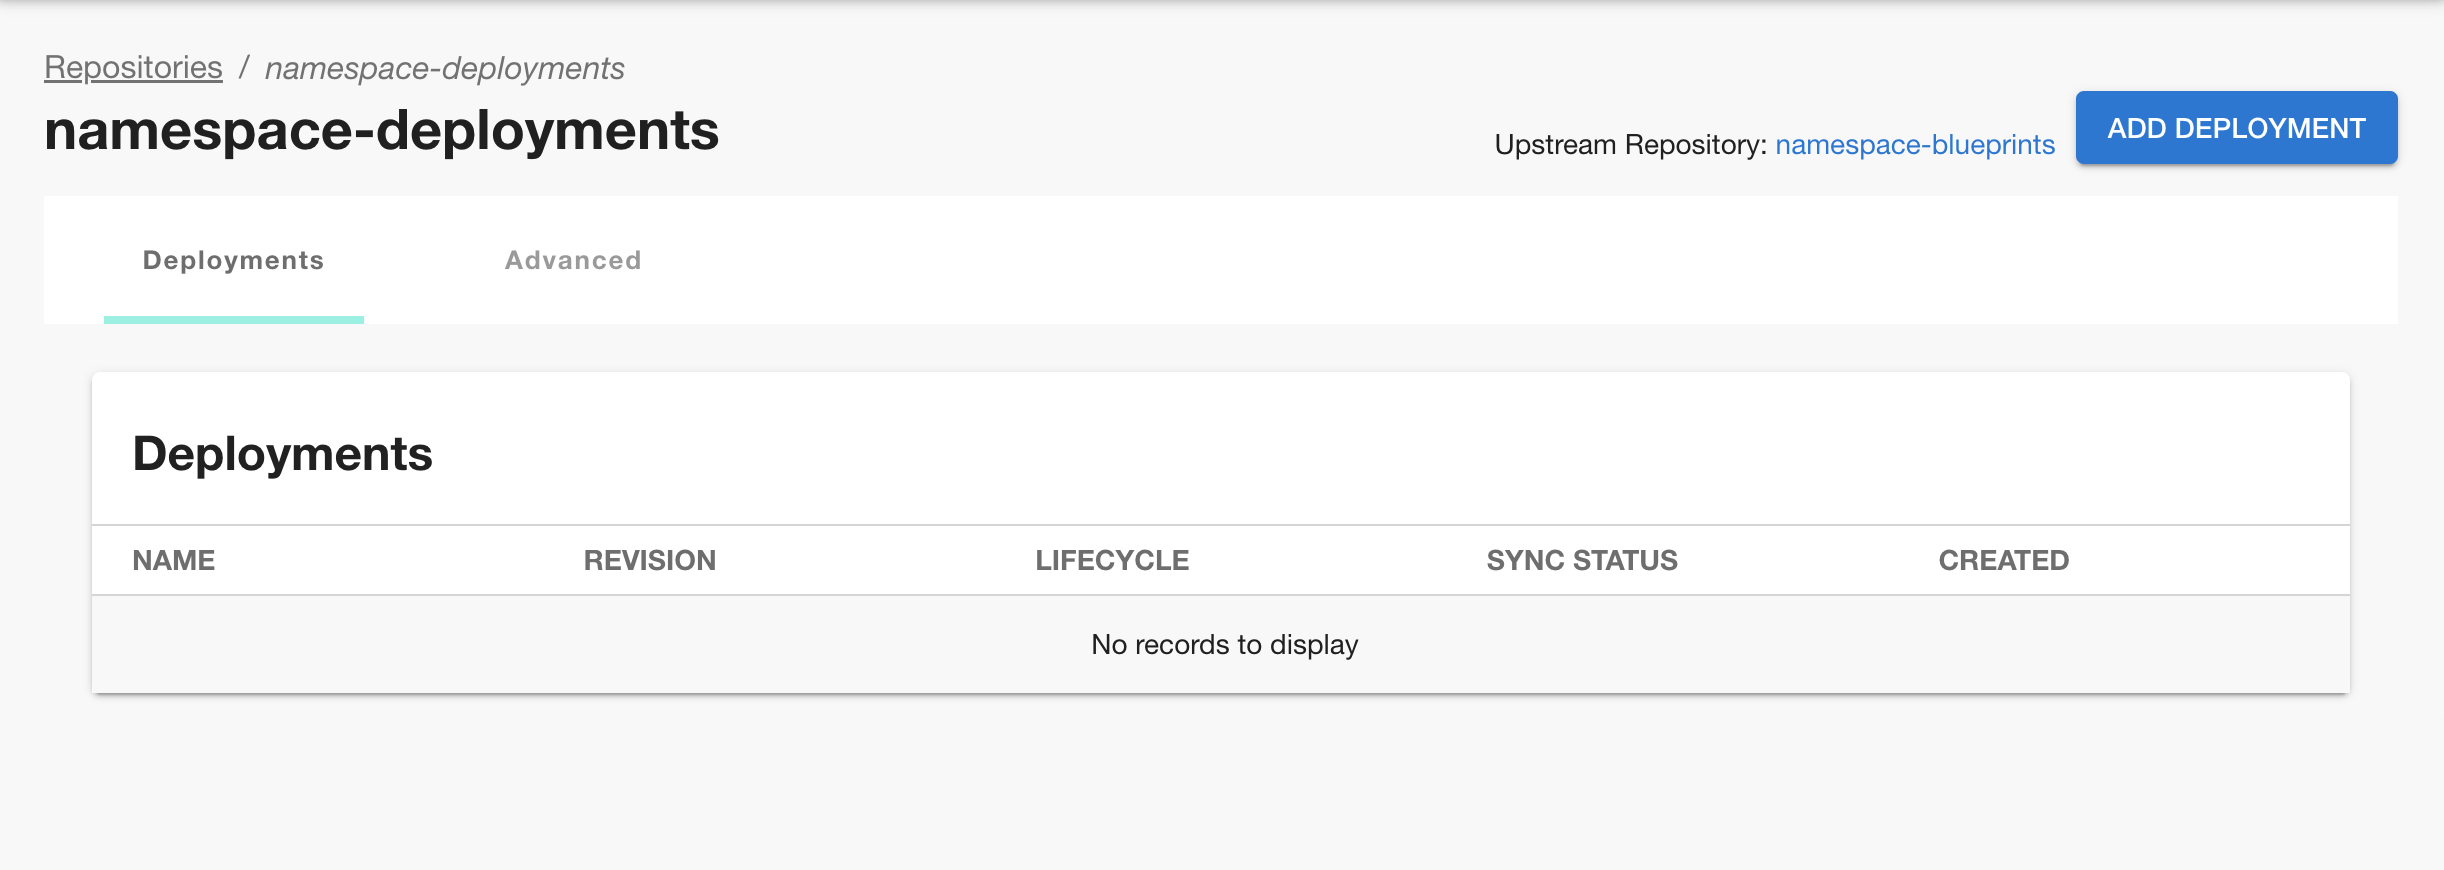 Repositories / namespace-deployments
namespace-deployments
Upstream Repository: namespace-blueprints
ADD DEPLOYMENT
Deployments Advanced
Deployments
NAME REVISION LIFECYCLE SYNC STATUS CREATED
No records to display